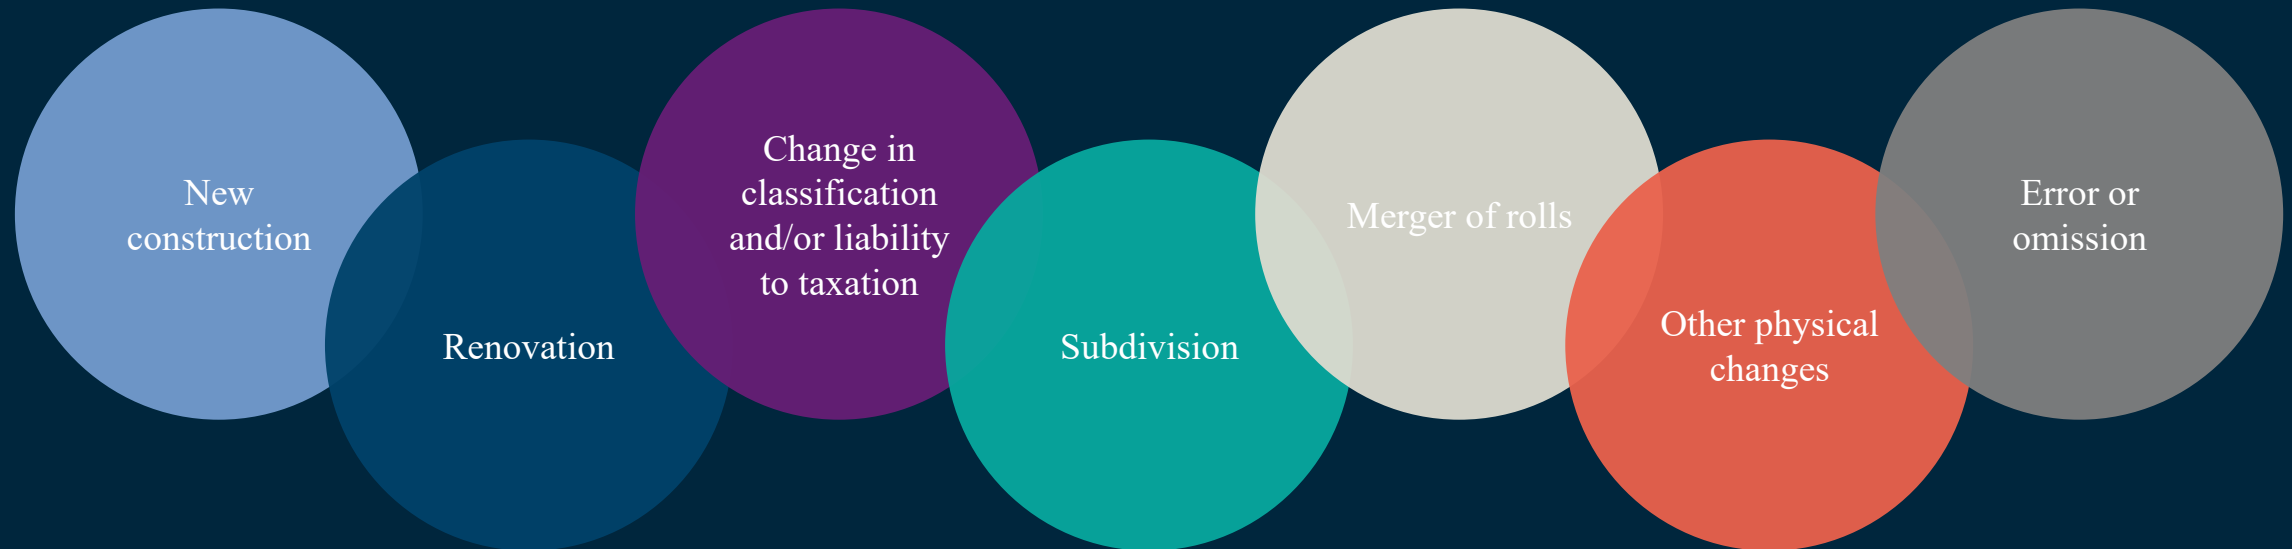 New
construction
Renovation
Change in
classification
and/or liability
to taxation
Subdivision
Merger of rolls
Other physical
changes
Error or
omission